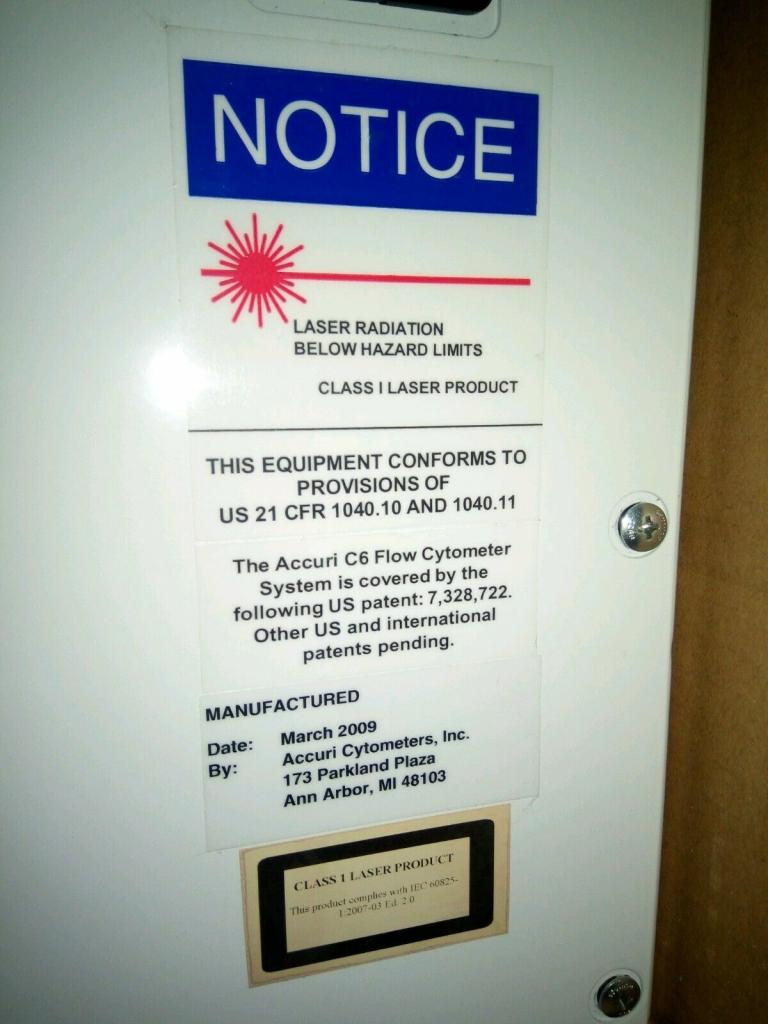 NOTICE
LASER RADIATION
BELOW HAZARD LIMITS
CLASS I LASER PRODUCT
THIS EQUIPMENT CONFORMS TO
PROVISIONS OF
US 21 CFR 1040.10 AND 1040.11
The Accuri C6 Flow Cytometer
System is covered by the
following US patent: 7,328,722.
Other US and international
patents pending.
MANUFACTURED
Date: March 2009
By: Accuri Cytometers, Inc.
173 Parkland Plaza
Ann Arbor, MI 48103
CLASS 1 LASER PRODUCT
This product complies with IEC 60825-
1:2007-03 Ed. 2.0